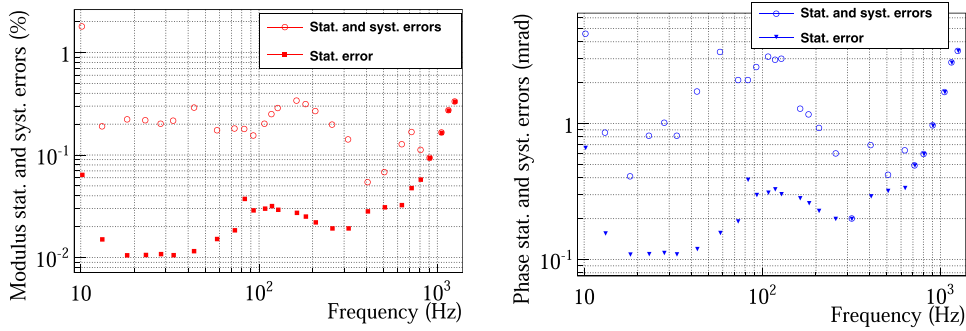 Modulus stat. and syst. errors (%)
Stat. and syst. errors
Stat. error
1
10-1
10-2
10
10²
10³
Frequency (Hz)
Phase stat. and syst. errors (mrad)
Stat. and syst. errors
Stat. error
1
10-1
10
10²
10³
Frequency (Hz)